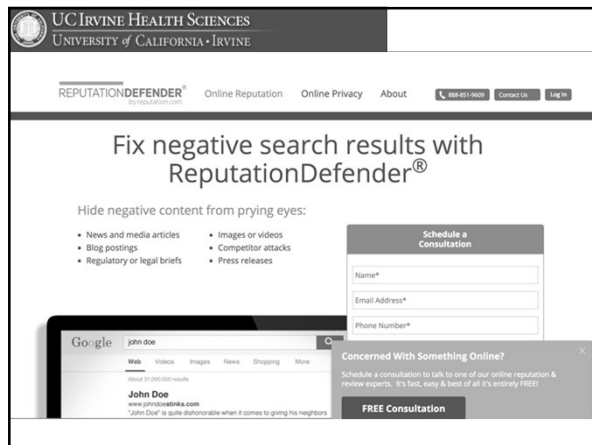 UC IRVINE HEALTH SCIENCES
UNIVERSITY of CALIFORNIA • IRVINE
REPUTATIONDEFENDER®
by reputation.com
Online Reputation
Online Privacy
About
888-851-9609
Contact Us
Log In
Fix negative search results with
ReputationDefender®
Hide negative content from prying eyes:
• News and media articles
• Blog postings
• Regulatory or legal briefs
• Images or videos
• Competitor attacks
• Press releases
Schedule a
Consultation
Name*
Email Address*
Phone Number*
Google
john doe
Web Videos Images News Shopping More
About 31,000,000 results
John Doe
www.johndoestinks.com
"John Doe" is quite dishonorable when it comes to giving his neighbors
Concerned With Something Online?
Schedule a consultation to talk to one of our online reputation &
review experts. It's fast, easy & best of all it's entirely FREE!
FREE Consultation